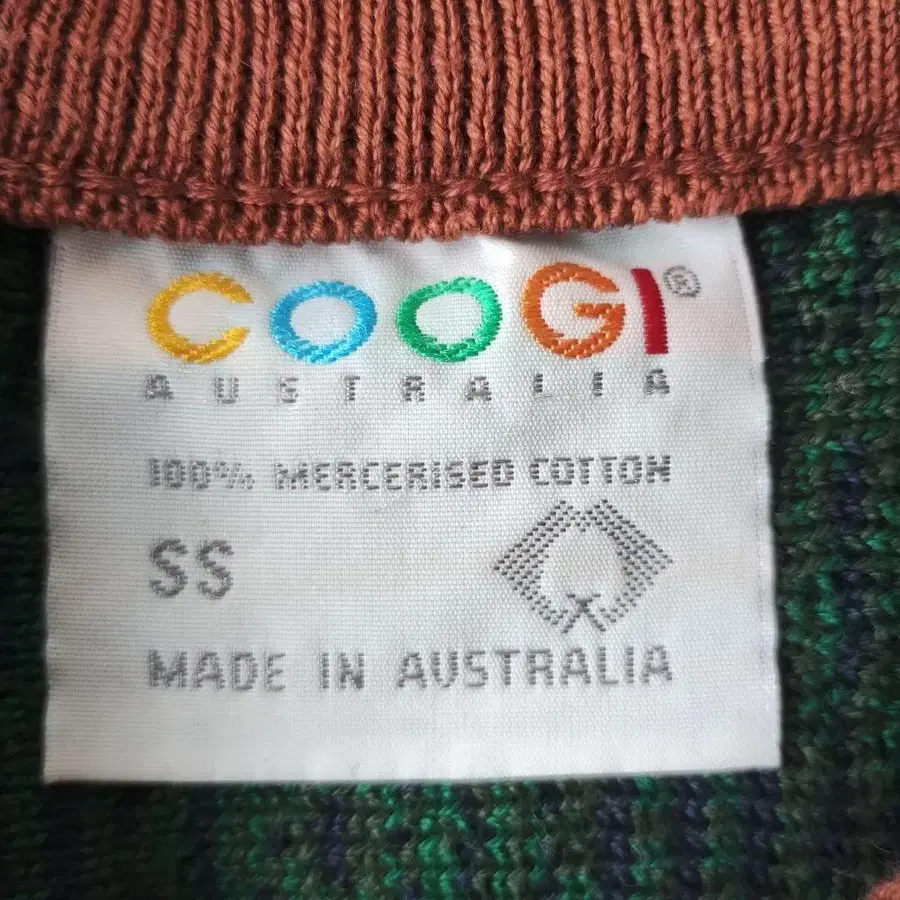 COOGI®
AUSTRALIA
100% MERCERISED COTTON
SS
MADE IN AUSTRALIA